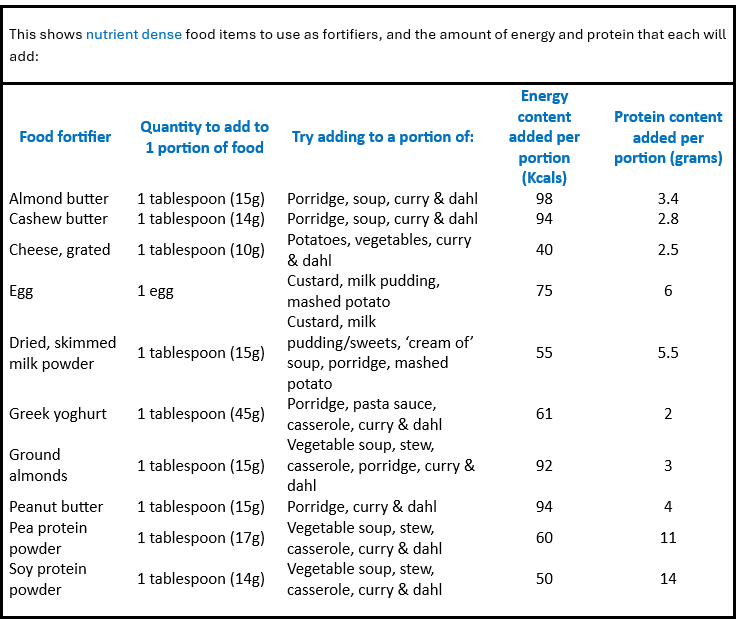 This shows nutrient dense food items to use as fortifiers, and the amount of energy and protein that each will
add:
Food fortifier
Quantity to add to
1 portion of food
Try adding to a portion of:
Energy
content
added per
portion
(Kcals)
Protein content
added per
portion (grams)
Almond butter 1 tablespoon (15g) Porridge, soup, curry & dahl 98 3.4
Cashew butter 1 tablespoon (14g) Porridge, soup, curry & dahl 94 2.8
Cheese, grated 1 tablespoon (10g) Potatoes, vegetables, curry
& dahl 40 2.5
Egg 1 egg Custard, milk pudding,
mashed potato 75 6
Dried, skimmed
milk powder 1 tablespoon (15g) Custard, milk
pudding/sweets, ‘cream of’
soup, porridge, mashed
potato 55 5.5
Greek yoghurt 1 tablespoon (45g) Porridge, pasta sauce,
casserole, curry & dahl 61 2
Ground
almonds 1 tablespoon (15g) Vegetable soup, stew,
casserole, porridge, curry &
dahl 92 3
Peanut butter 1 tablespoon (15g) Porridge, curry & dahl 94 4
Pea protein
powder 1 tablespoon (17g) Vegetable soup, stew,
casserole, curry & dahl 60 11
Soy protein
powder 1 tablespoon (14g) Vegetable soup, stew,
casserole, curry & dahl 50 14